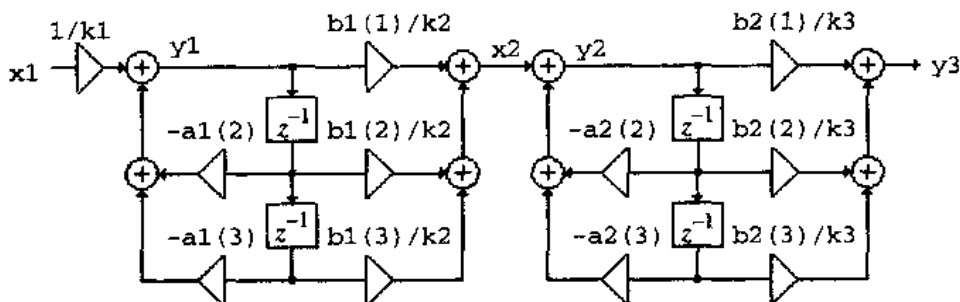 1/k1
x1
y1
b1(1)/k2
x2
y2
b2(1)/k3
y3
-a1(2)
z⁻¹
b1(2)/k2
-a2(2)
z⁻¹
b2(2)/k3
-a1(3)
z⁻¹
b1(3)/k2
-a2(3)
z⁻¹
b2(3)/k3